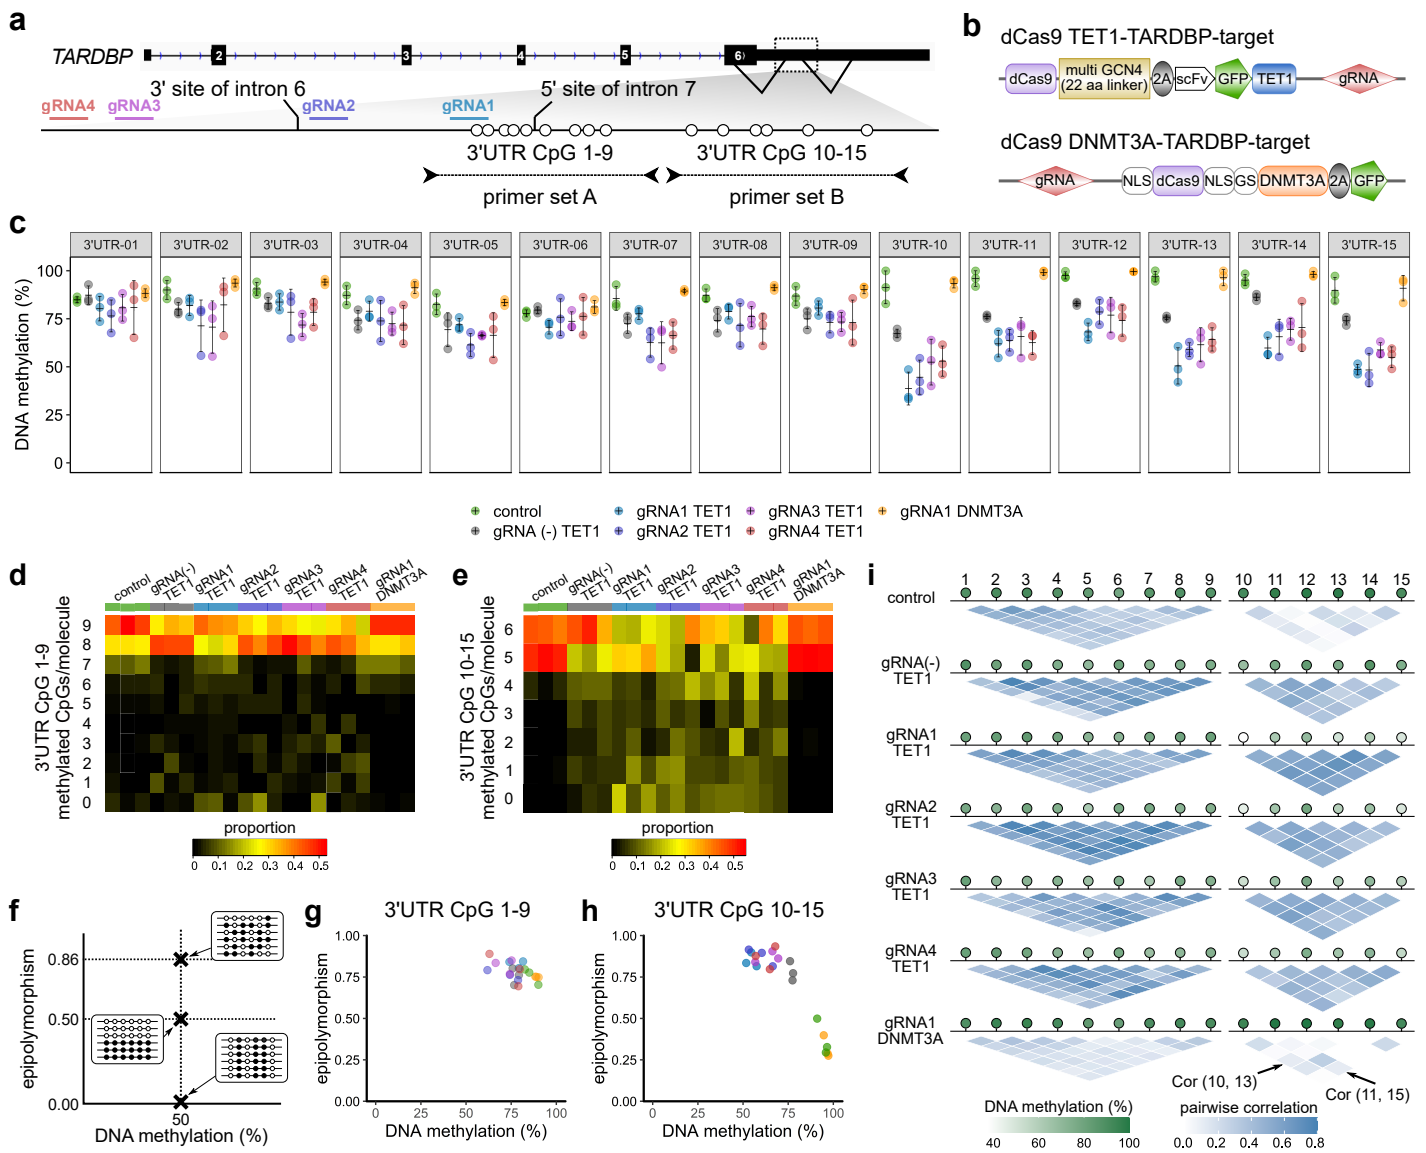 a
TARDBP
2
3
4
5
6
3' site of intron 6
5' site of intron 7
gRNA4
gRNA3
gRNA2
gRNA1
3'UTR CpG 1-9
3'UTR CpG 10-15
primer set A
primer set B
b
dCas9 TET1-TARDBP-target
dCas9
multi GCN4
(22 aa linker)
2A
scFv
GFP
TET1
gRNA
dCas9 DNMT3A-TARDBP-target
gRNA
NLS
dCas9
NLS
GS
DNMT3A
2A
GFP
c
3'UTR-01
3'UTR-02
3'UTR-03
3'UTR-04
3'UTR-05
3'UTR-06
3'UTR-07
3'UTR-08
3'UTR-09
3'UTR-10
3'UTR-11
3'UTR-12
3'UTR-13
3'UTR-14
3'UTR-15
DNA methylation (%)
100
75
50
25
0
control
gRNA (-) TET1
gRNA1 TET1
gRNA2 TET1
gRNA3 TET1
gRNA4 TET1
gRNA1 DNMT3A
d
control
gRNA(-)
TET1
gRNA1
TET1
gRNA2
TET1
gRNA3
TET1
gRNA4
TET1
gRNA1
DNMT3A
3'UTR CpG 1-9
methylated CpGs/molecule
9
8
7
6
5
4
3
2
1
0
proportion
0
0.1
0.2
0.3
0.4
0.5
e
control
gRNA(-)
TET1
gRNA1
TET1
gRNA2
TET1
gRNA3
TET1
gRNA4
TET1
gRNA1
DNMT3A
3'UTR CpG 10-15
methylated CpGs/molecule
6
5
4
3
2
1
0
proportion
0
0.1
0.2
0.3
0.4
0.5
f
epipolymorphism
0.86
0.50
0.00
50
DNA methylation (%)
g
3'UTR CpG 1-9
epipolymorphism
1.00
0.75
0.50
0.25
0.00
0
25
50
75
100
DNA methylation (%)
h
3'UTR CpG 10-15
epipolymorphism
1.00
0.75
0.50
0.25
0.00
0
25
50
75
100
DNA methylation (%)
i
1
2
3
4
5
6
7
8
9
10
11
12
13
14
15
control
gRNA(-)
TET1
gRNA1
TET1
gRNA2
TET1
gRNA3
TET1
gRNA4
TET1
gRNA1
DNMT3A
Cor (10, 13)
Cor (11, 15)
DNA methylation (%)
40
60
80
100
pairwise correlation
0.0
0.2
0.4
0.6
0.8